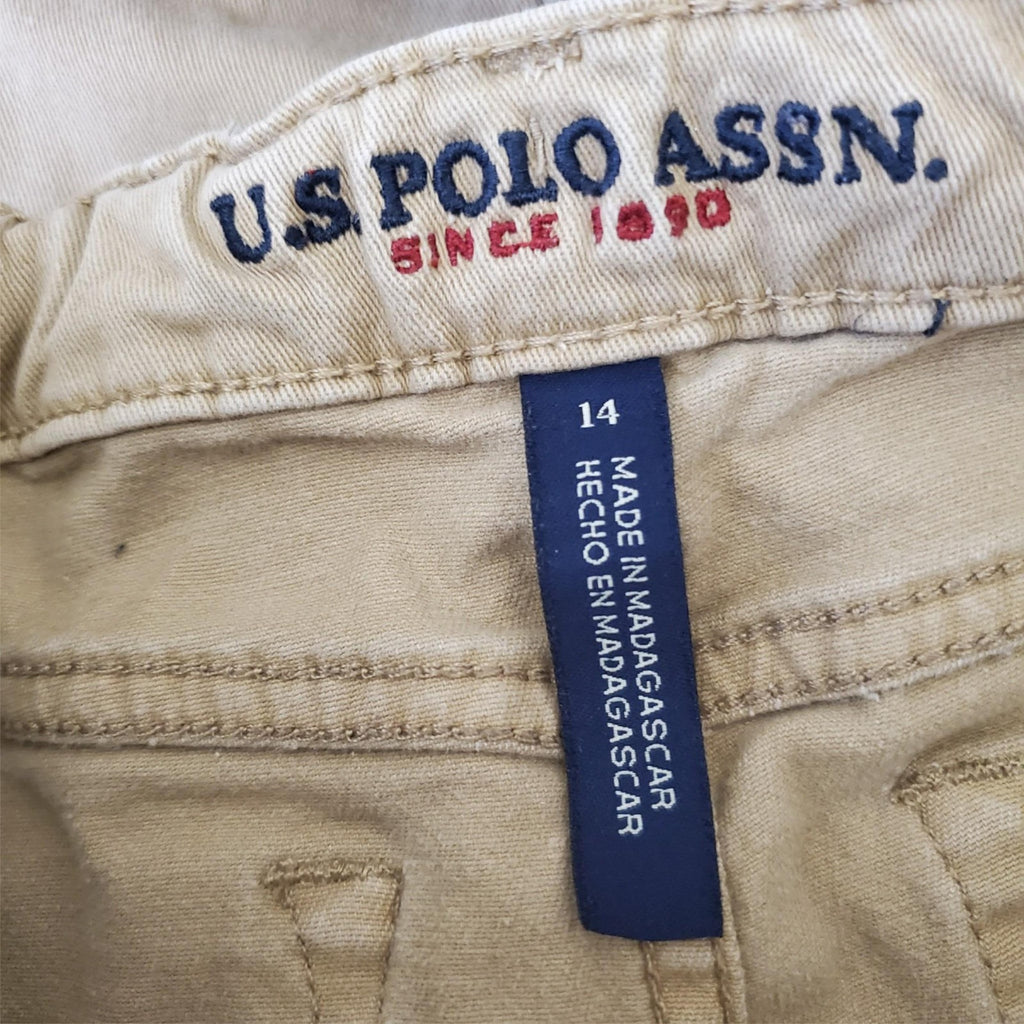 U.S. POLO ASSN.
SINCE 1890
14
MADE IN MADAGASCAR
HECHO EN MADAGASCAR